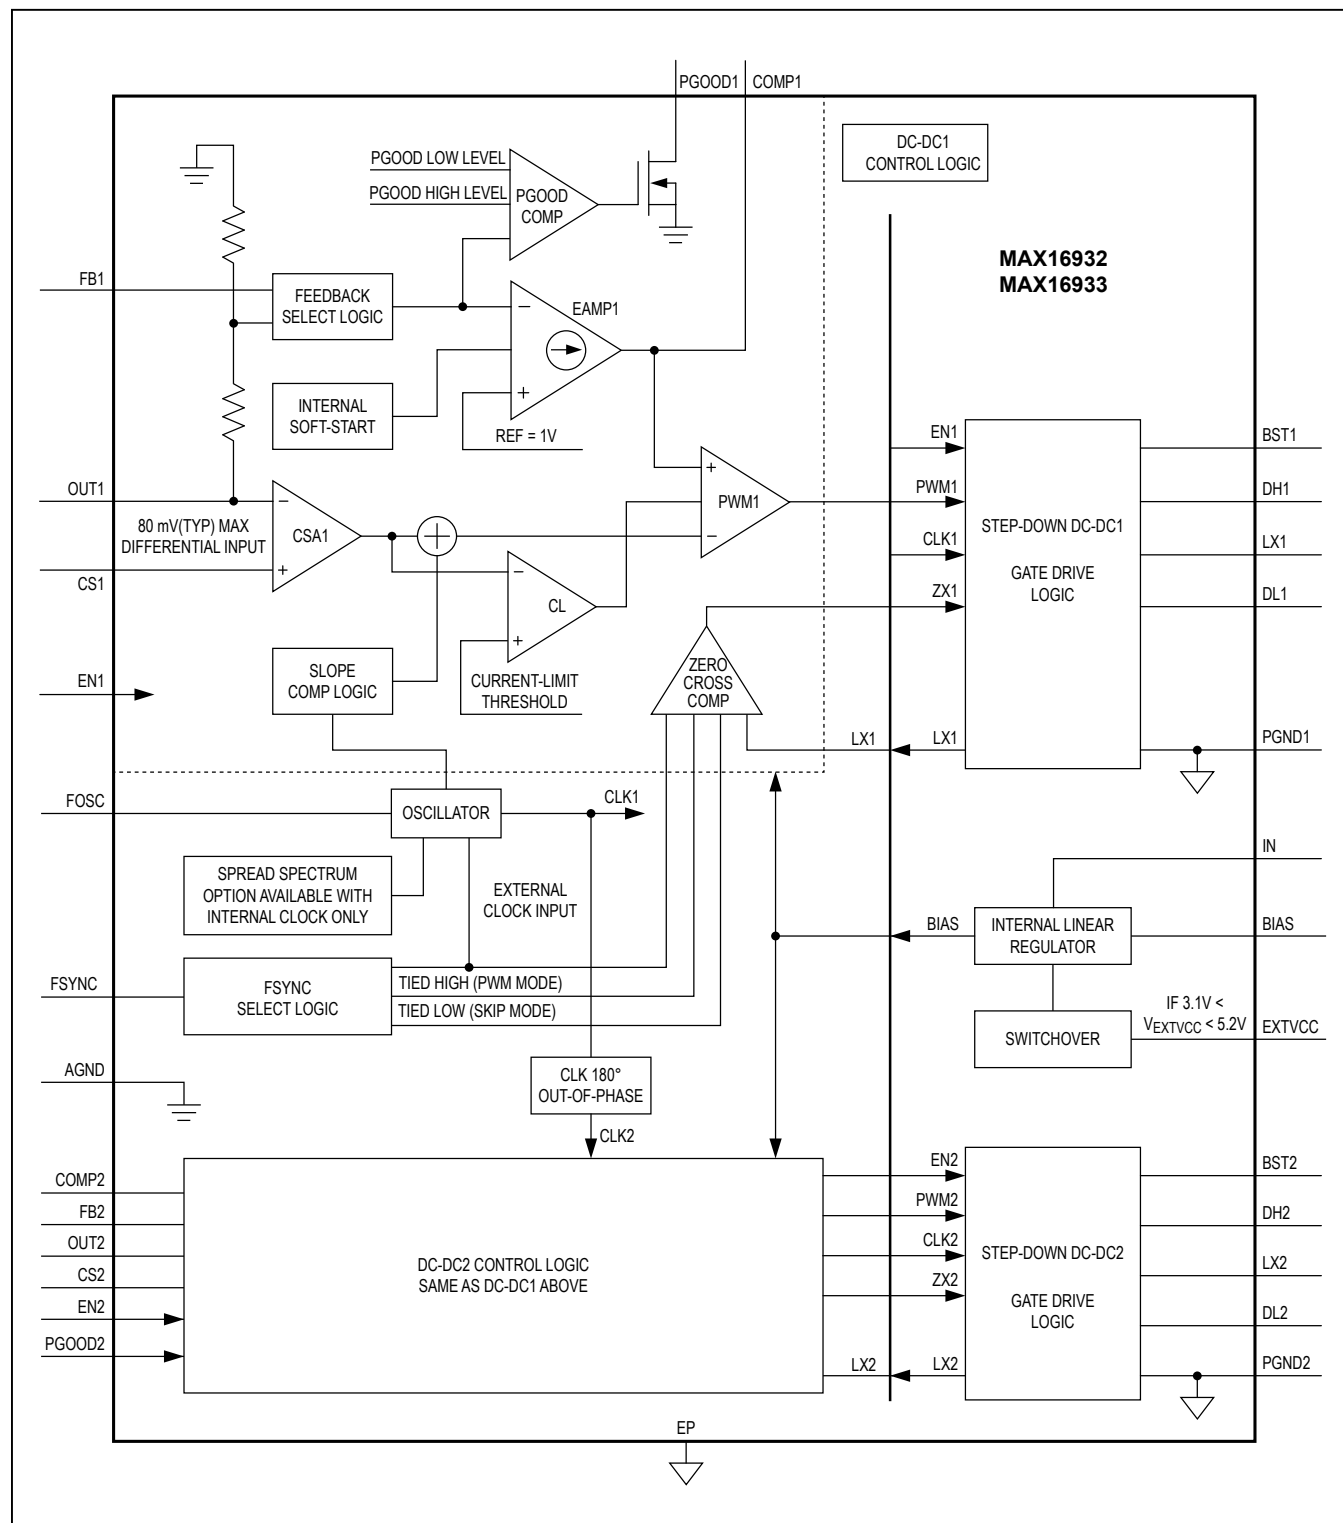 PGOOD1
COMP1
DC-DC1
CONTROL LOGIC
PGOOD LOW LEVEL
PGOOD HIGH LEVEL
PGOOD
COMP
MAX16932
MAX16933
FB1
FEEDBACK
SELECT LOGIC
EAMP1
−
+
INTERNAL
SOFT-START
REF = 1V
OUT1
80 mV(TYP) MAX
DIFFERENTIAL INPUT
CS1
−
CSA1
+
+
PWM1
−
−
CL
+
CURRENT-LIMIT
THRESHOLD
SLOPE
COMP LOGIC
EN1
ZERO
CROSS
COMP
EN1
PWM1
CLK1
ZX1
STEP-DOWN DC-DC1
GATE DRIVE
LOGIC
LX1
LX1
BST1
DH1
LX1
DL1
PGND1
FOSC
OSCILLATOR
CLK1
SPREAD SPECTRUM
OPTION AVAILABLE WITH
INTERNAL CLOCK ONLY
EXTERNAL
CLOCK INPUT
IN
BIAS
INTERNAL LINEAR
REGULATOR
BIAS
FSYNC
FSYNC
SELECT LOGIC
TIED HIGH (PWM MODE)
TIED LOW (SKIP MODE)
SWITCHOVER
IF 3.1V <
VEXTVCC < 5.2V
EXTVCC
AGND
CLK 180°
OUT-OF-PHASE
CLK2
COMP2
FB2
OUT2
CS2
EN2
PGOOD2
DC-DC2 CONTROL LOGIC
SAME AS DC-DC1 ABOVE
EN2
PWM2
CLK2
ZX2
LX2
LX2
STEP-DOWN DC-DC2
GATE DRIVE
LOGIC
BST2
DH2
LX2
DL2
PGND2
EP